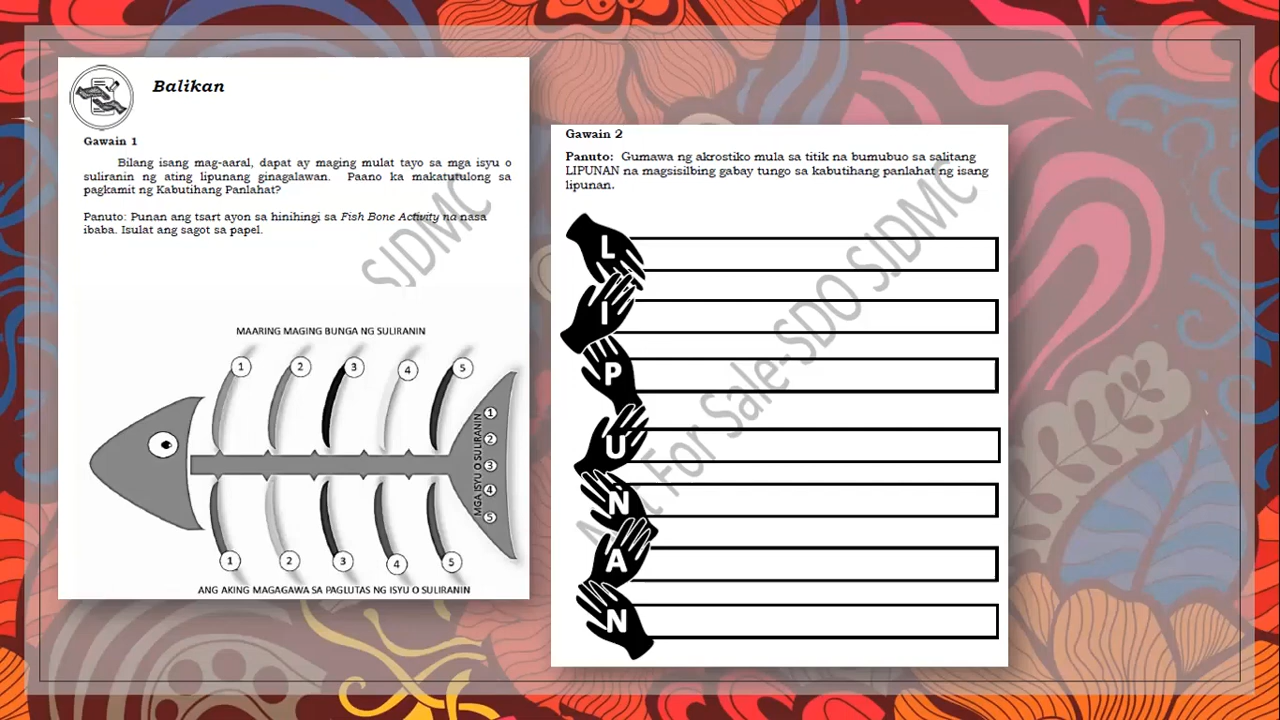 Balikan
Gawain 1
Bilang isang mag-aaral, dapat ay maging mulat tayo sa mga isyu o
suliranin ng ating lipunang ginagalawan. Paano ka makatutulong sa
pagkamit ng Kabutihang Panlahat?
Panuto: Punan ang tsart ayon sa hinihingi sa Fish Bone Activity na nasa
ibaba. Isulat ang sagot sa papel.
SJDMC
MAARING MAGING BUNGA NG SULIRANIN
1 2 3 4 5
MGA ISYU O SULIRANIN
1
2
3
4
5
1 2 3 4 5
ANG AKING MAGAGAWA SA PAGLUTAS NG ISYU O SULIRANIN
Gawain 2
Panuto: Gumawa ng akrostiko mula sa titik na bumubuo sa salitang
LIPUNAN na magsisilbing gabay tungo sa kabutihang panlahat ng isang
lipunan.
L
I
P
U
N
A
N
Not For Sale-SDO SJDMC